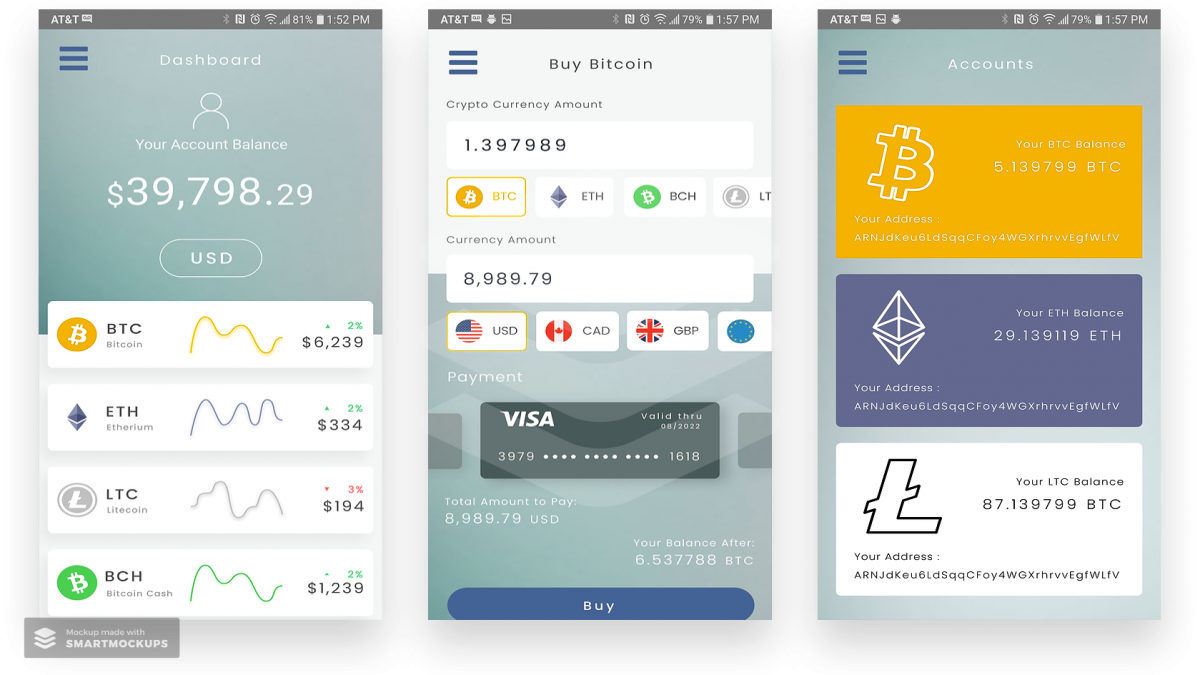 AT&T 81% 1:52 PM
Dashboard
Your Account Balance
$39,798.29
USD
BTC
Bitcoin
2%
$6,239
ETH
Etherium
2%
$334
LTC
Litecoin
3%
$194
BCH
Bitcoin Cash
2%
$1,239
Mockup made with
SMARTMOCKUPS
AT&T 79% 1:57 PM
Buy Bitcoin
Crypto Currency Amount
1.397989
BTC ETH BCH LT
Currency Amount
8,989.79
USD CAD GBP
Payment
VISA
Valid thru
08/2022
3979 •••• •••• •••• 1618
Total Amount to Pay:
8,989.79 USD
Your Balance After:
6.537788 BTC
Buy
AT&T 79% 1:57 PM
Accounts
Your BTC Balance
5.139799 BTC
Your Address :
ARNJdKeu6LdSqqCFoy4WGXrhrvvEgfWLfV
Your ETH Balance
29.139119 ETH
Your Address :
ARNJdKeu6LdSqqCFoy4WGXrhrvvEgfWLfV
Your LTC Balance
87.139799 BTC
Your Address :
ARNJdKeu6LdSqqCFoy4WGXrhrvvEgfWLfV